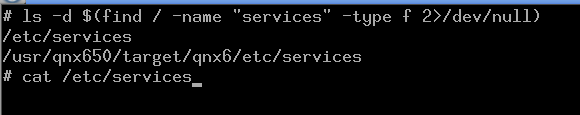 # ls -d $(find / -name "services" -type f 2>/dev/null)
/etc/services
/usr/qnx650/target/qnx6/etc/services
# cat /etc/services_